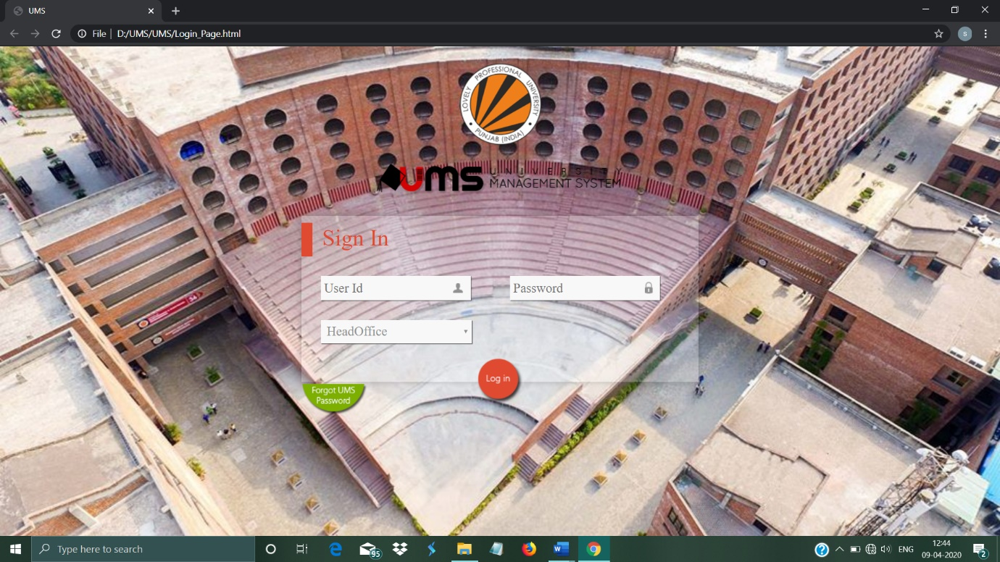 UMS
File
D:/UMS/UMS/Login_Page.html
S
LOVELY PROFESSIONAL UNIVERSITY
PUNJAB (INDIA)
UMS UNIVERSITY
MANAGEMENT SYSTEM
Sign In
User Id
Password
HeadOffice
Log in
Forgot UMS
Password
34
Type here to search
95
ENG
12:44
09-04-2020
2